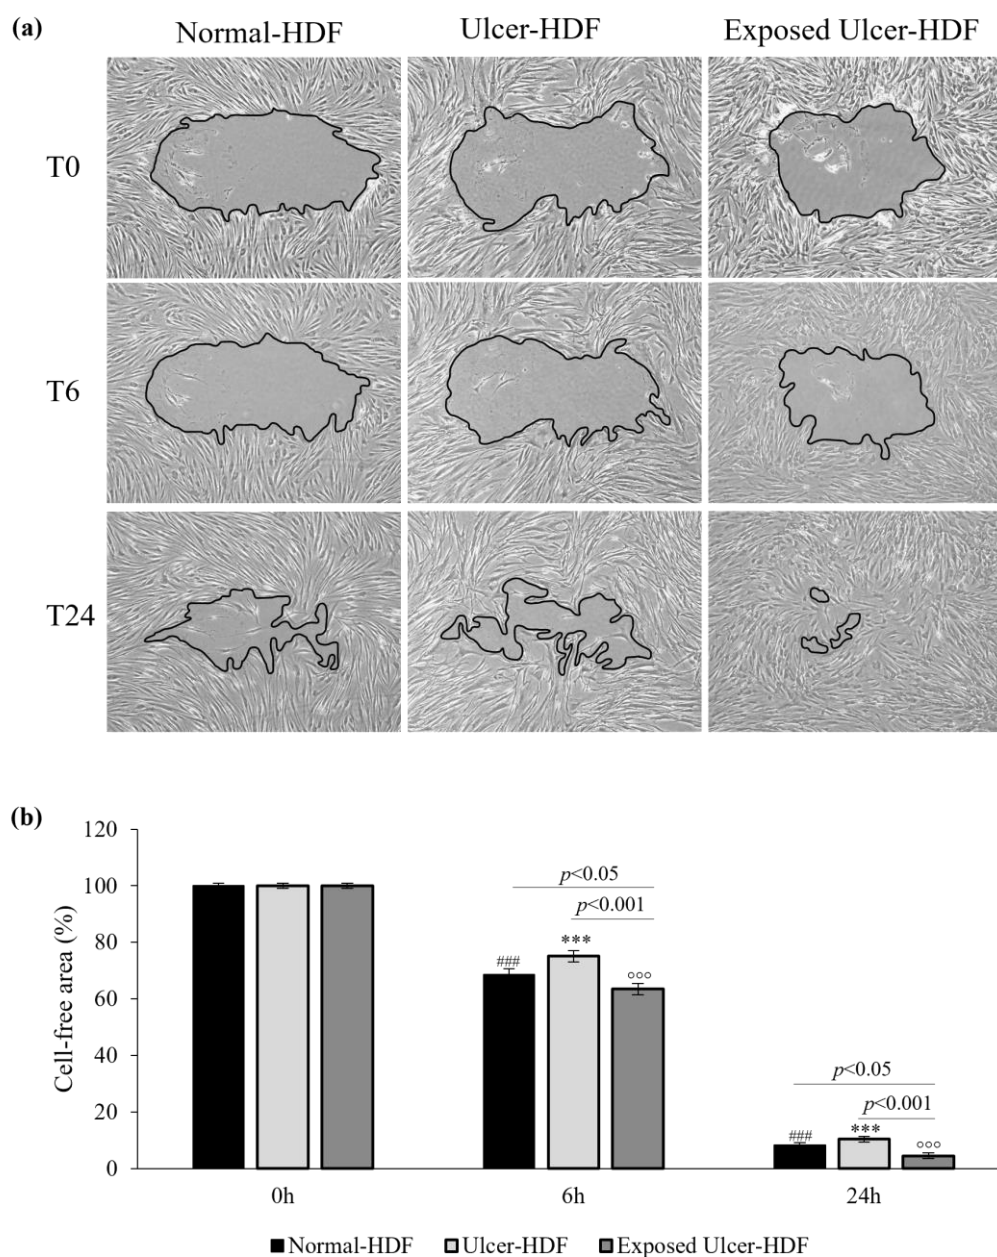 (a)
Normal-HDF Ulcer-HDF Exposed Ulcer-HDF
T0
T6
T24
(b)
Cell-free area (%)
120
100
80
60
40
20
0
p<0.05
p<0.001
###
***
°°°
p<0.05
p<0.001
###
***
°°°
0h 6h 24h
Normal-HDF Ulcer-HDF Exposed Ulcer-HDF